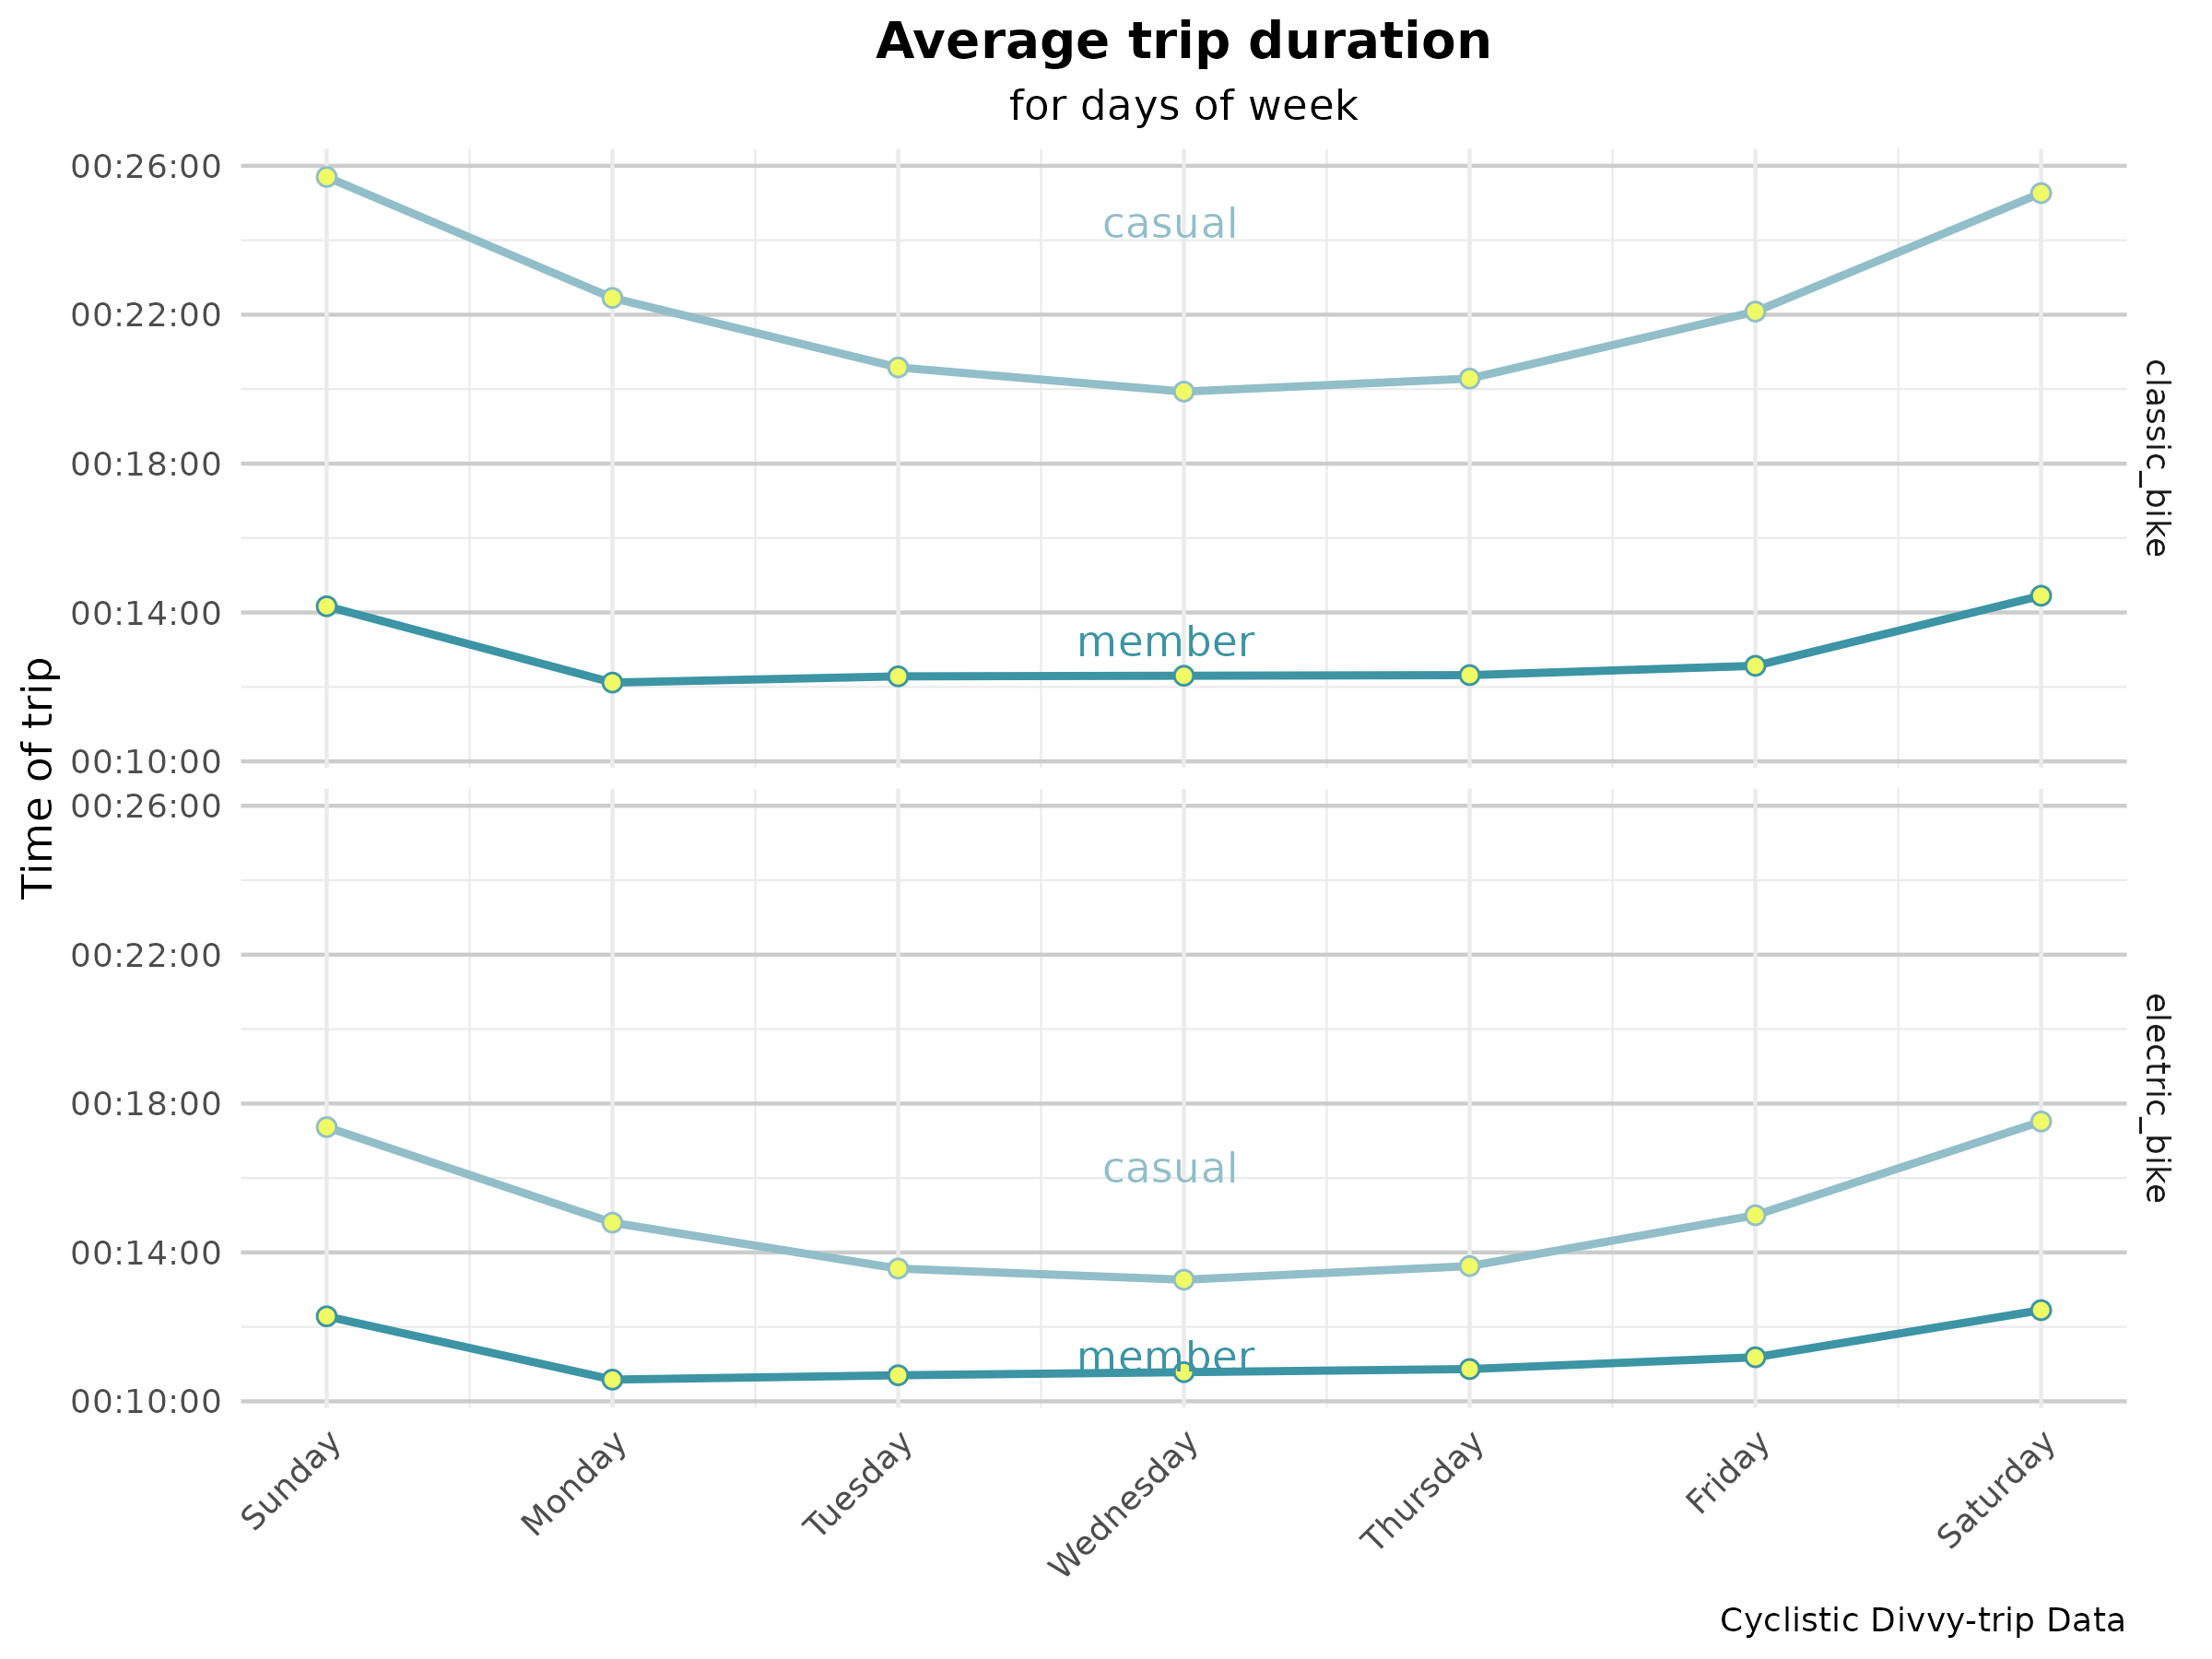 Average trip duration
for days of week
Time of trip
00:26:00
00:22:00
00:18:00
00:14:00
00:10:00
casual
member
classic_bike
00:26:00
00:22:00
00:18:00
00:14:00
00:10:00
casual
member
electric_bike
Sunday
Monday
Tuesday
Wednesday
Thursday
Friday
Saturday
Cyclistic Divvy-trip Data